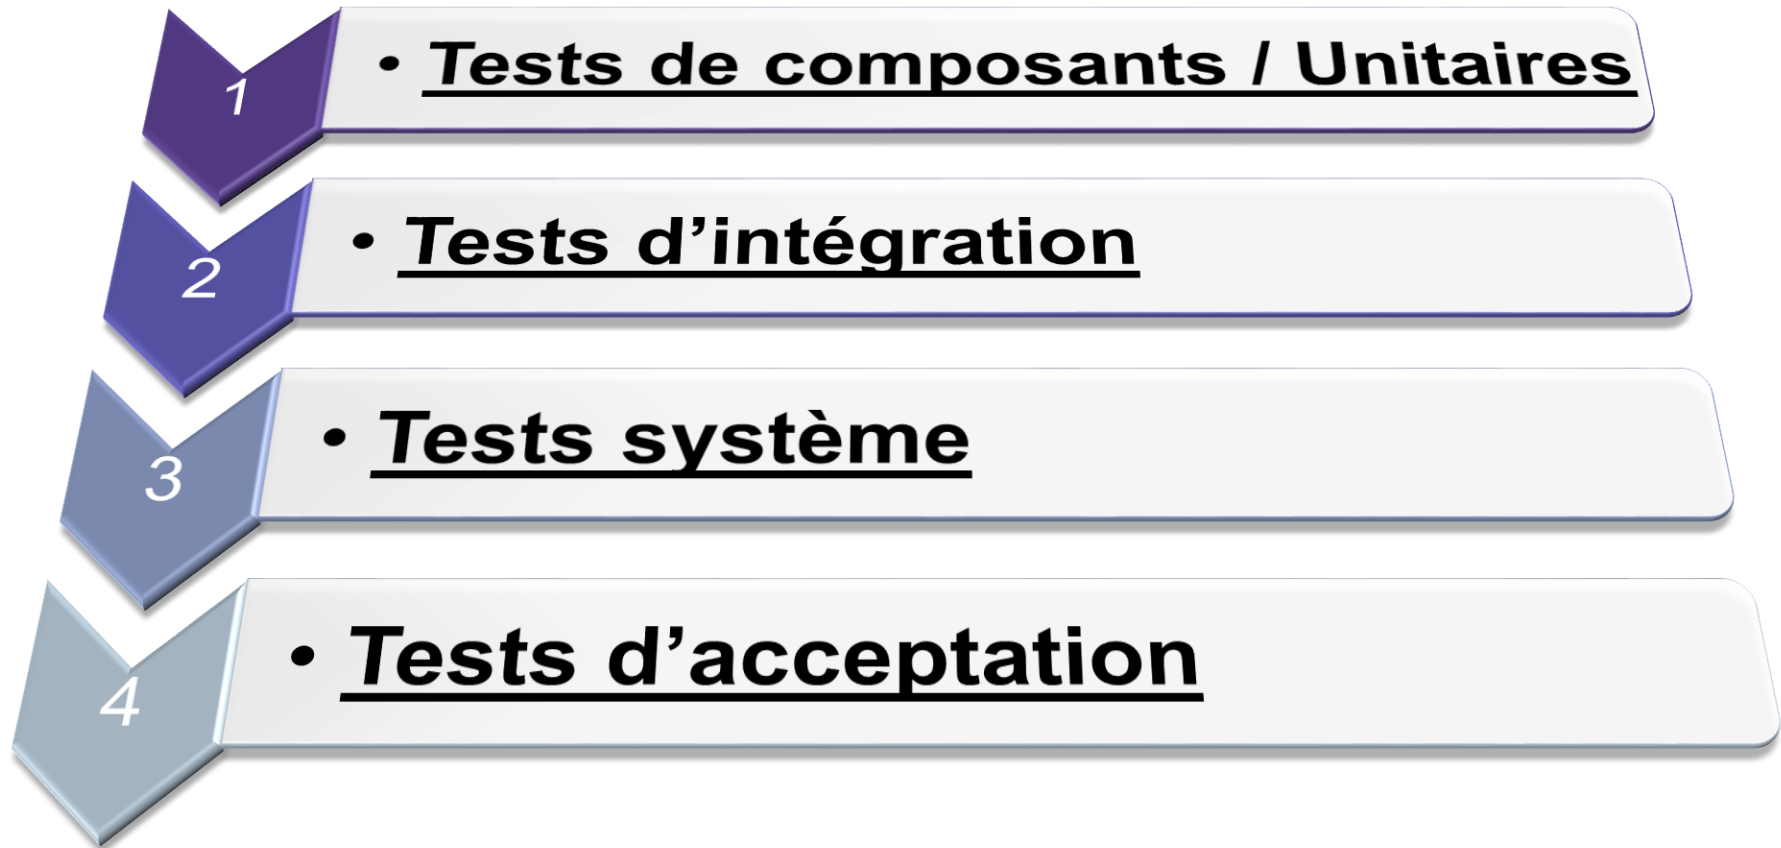 1
• Tests de composants / Unitaires
2
• Tests d’intégration
3
• Tests système
4
• Tests d’acceptation